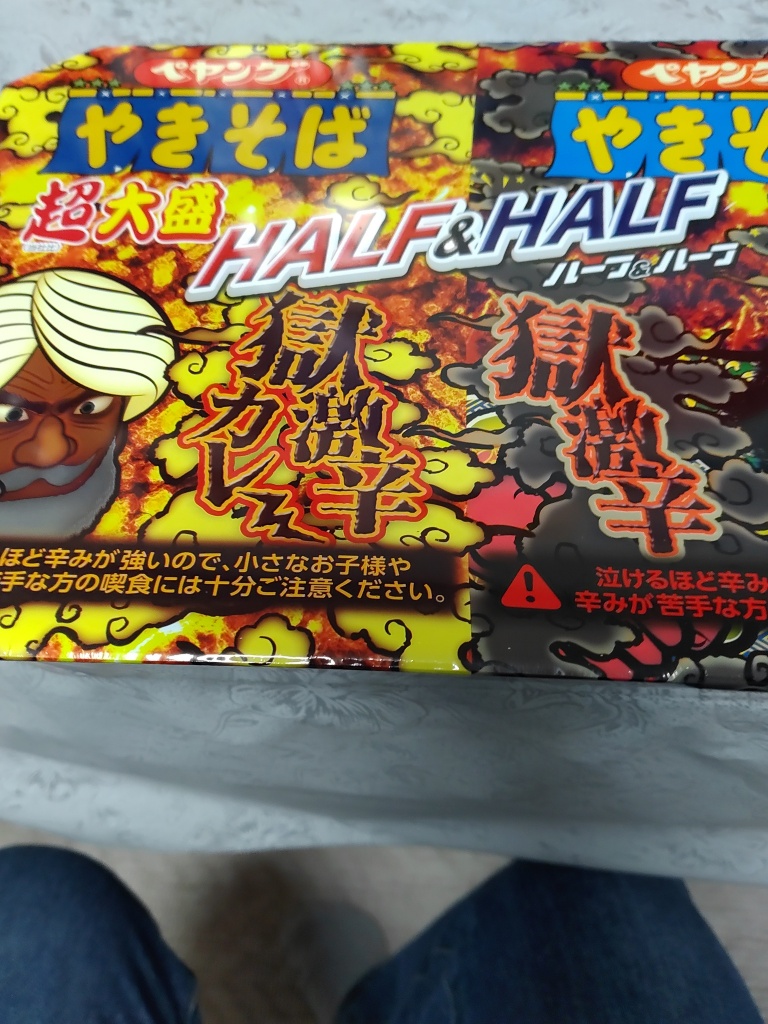 ペヤング®
やきそば
超大盛
HALF&HALF
ハーフ&ハーフ
獄激辛
カレー
ほど辛みが強いので、小さなお子様や
手な方の喫食には十分ご注意ください。
ペヤング
やきそ
獄激辛
泣けるほど辛み
辛みが苦手な方